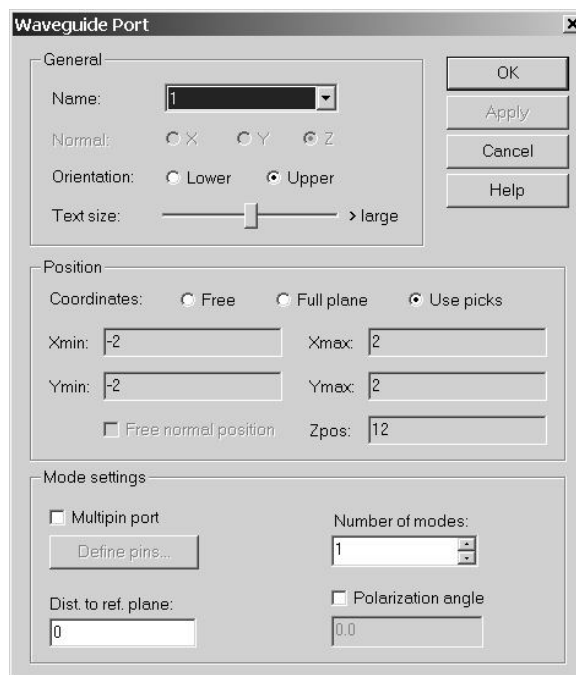 Waveguide Port
General
Name: 1
Normal: X Y Z
Orientation: Lower Upper
Text size: > large
OK
Apply
Cancel
Help
Position
Coordinates: Free Full plane Use picks
Xmin: -2 Xmax: 2
Ymin: -2 Ymax: 2
Free normal position Zpos: 12
Mode settings
Multipin port
Define pins...
Number of modes:
1
Dist. to ref. plane:
0
Polarization angle
0.0